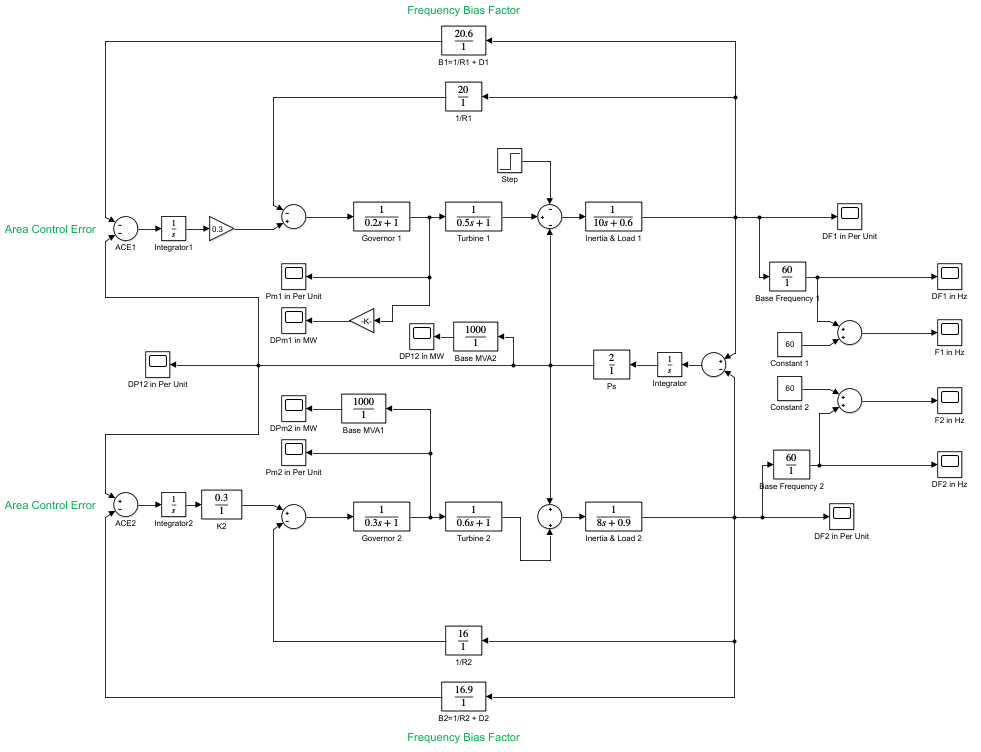 Frequency Bias Factor
20.6
1
B1=1/R1 + D1
20
1
1/R1
Step
Area Control Error
ACE1
1
s
Integrator1
0.3
1
0.2s + 1
Governor 1
1
0.5s + 1
Turbine 1
1
10s + 0.6
Inertia & Load 1
DF1 in Per Unit
Pm1 in Per Unit
60
1
Base Frequency 1
DF1 in Hz
-K-
DPm1 in MW
DP12 in MW
1000
1
Base MVA2
60
Constant 1
F1 in Hz
DP12 in Per Unit
2
1
Ps
1
s
Integrator
60
Constant 2
F2 in Hz
DPm2 in MW
1000
1
Base MVA1
Pm2 in Per Unit
60
1
Base Frequency 2
DF2 in Hz
Area Control Error
ACE2
1
s
Integrator2
0.3
1
K2
1
0.3s + 1
Governor 2
1
0.6s + 1
Turbine 2
1
8s + 0.9
Inertia & Load 2
DF2 in Per Unit
16
1
1/R2
16.9
1
B2=1/R2 + D2
Frequency Bias Factor